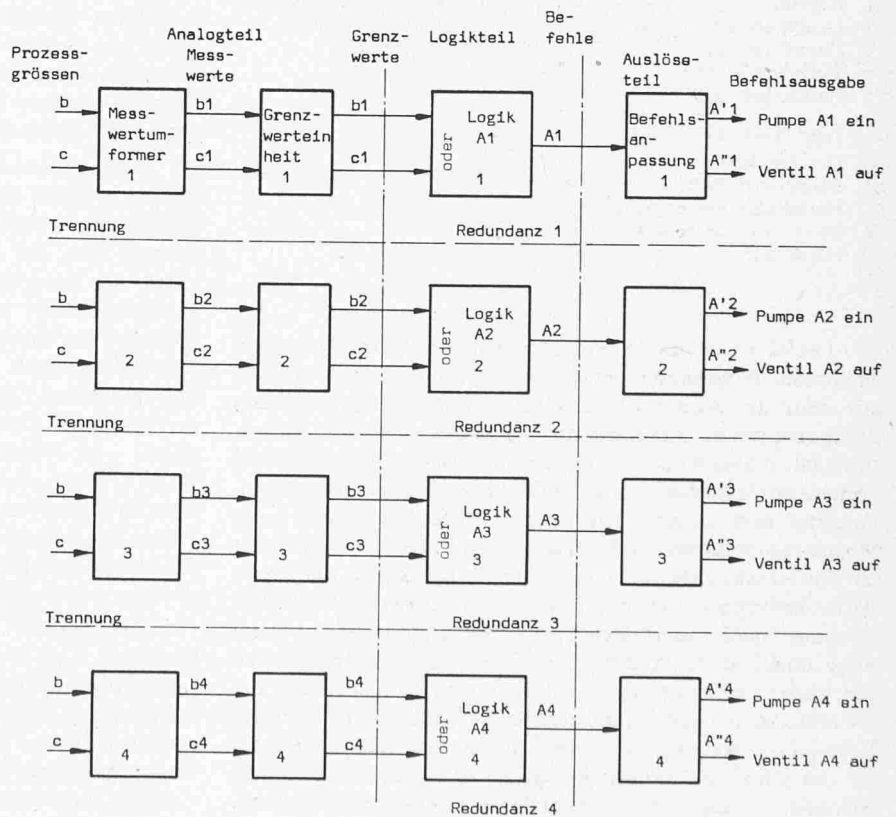 Prozess-
grössen
Analogteil
Mess-
werte
Grenz-
werte
Logikteil
Be-
fehle
Auslöse-
teil
Befehlsausgabe
b
c
Mess-
wertum-
former
1
b1
c1
Grenz-
wertein
heit
1
b1
c1
oder
Logik
A1
1
A1
Befehls-
an-
passung
1
A'1
A"1
Pumpe A1 ein
Ventil A1 auf
Trennung
Redundanz 1
b
c
2
b2
c2
2
b2
c2
oder
Logik
A2
2
A2
2
A'2
A"2
Pumpe A2 ein
Ventil A2 auf
Trennung
Redundanz 2
b
c
3
b3
c3
3
b3
c3
oder
Logik
A3
3
A3
3
A'3
A"3
Pumpe A3 ein
Ventil A3 auf
Trennung
Redundanz 3
b
c
4
b4
c4
4
b4
c4
oder
Logik
A4
4
A4
4
A'4
A"4
Pumpe A4 ein
Ventil A4 auf
Redundanz 4